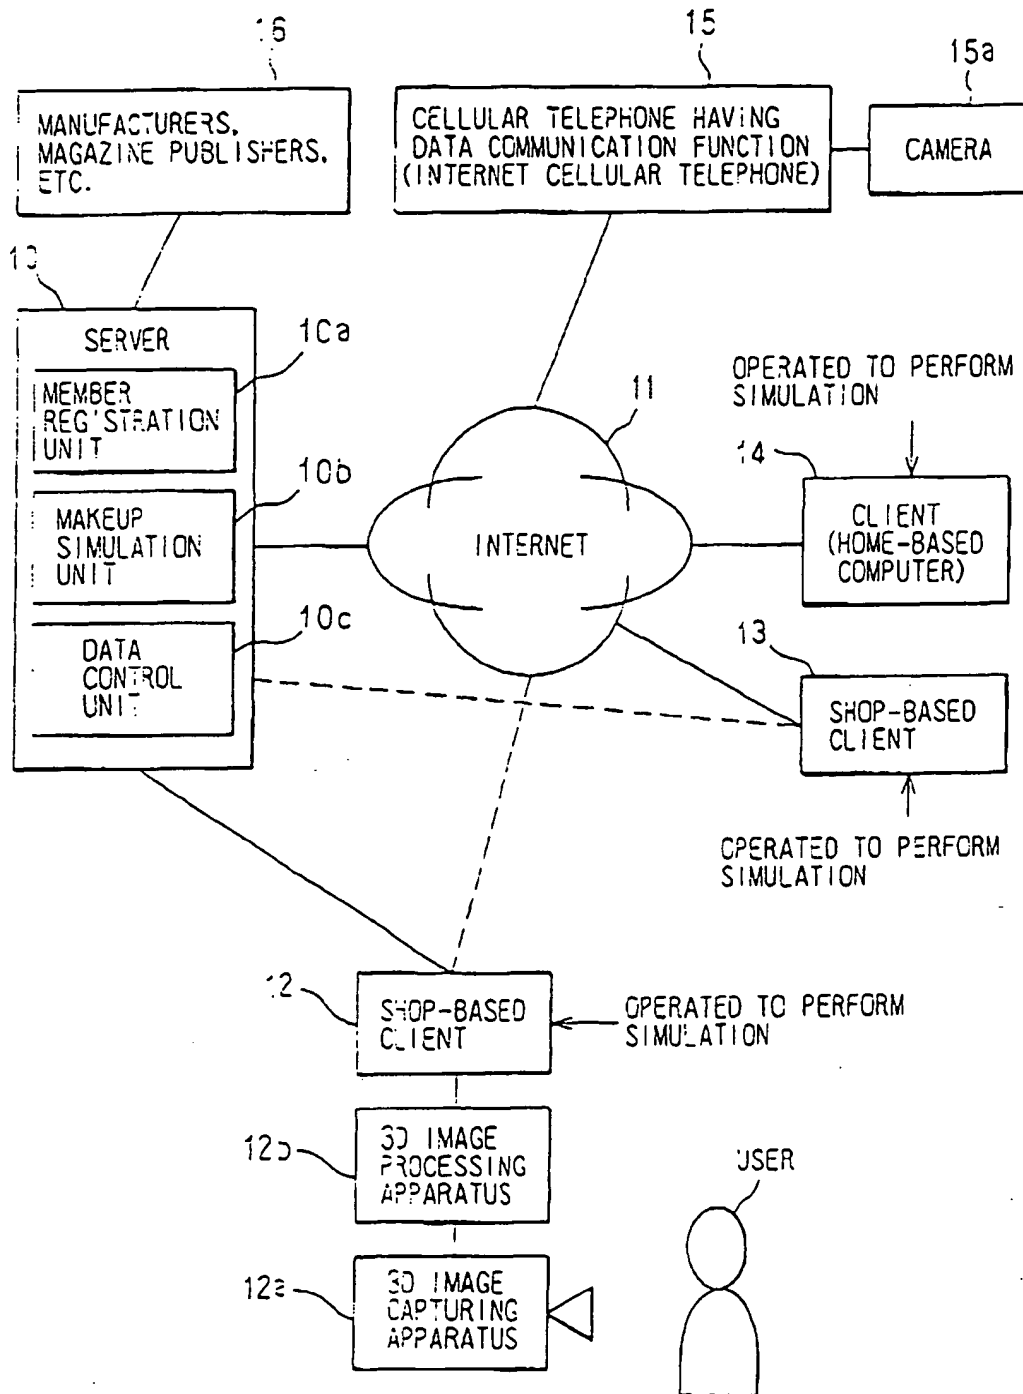 16
MANUFACTURERS,
MAGAZINE PUBLISHERS,
ETC.
15
CELLULAR TELEPHONE HAVING
DATA COMMUNICATION FUNCTION
(INTERNET CELLULAR TELEPHONE)
15a
CAMERA
10
SERVER
10a
MEMBER
REGISTRATION
UNIT
10b
MAKEUP
SIMULATION
UNIT
10c
DATA
CONTROL
UNIT
11
INTERNET
OPERATED TO PERFORM
SIMULATION
14
CLIENT
(HOME-BASED
COMPUTER)
13
SHOP-BASED
CLIENT
OPERATED TO PERFORM
SIMULATION
12
SHOP-BASED
CLIENT
OPERATED TO PERFORM
SIMULATION
12b
3D IMAGE
PROCESSING
APPARATUS
12a
3D IMAGE
CAPTURING
APPARATUS
USER